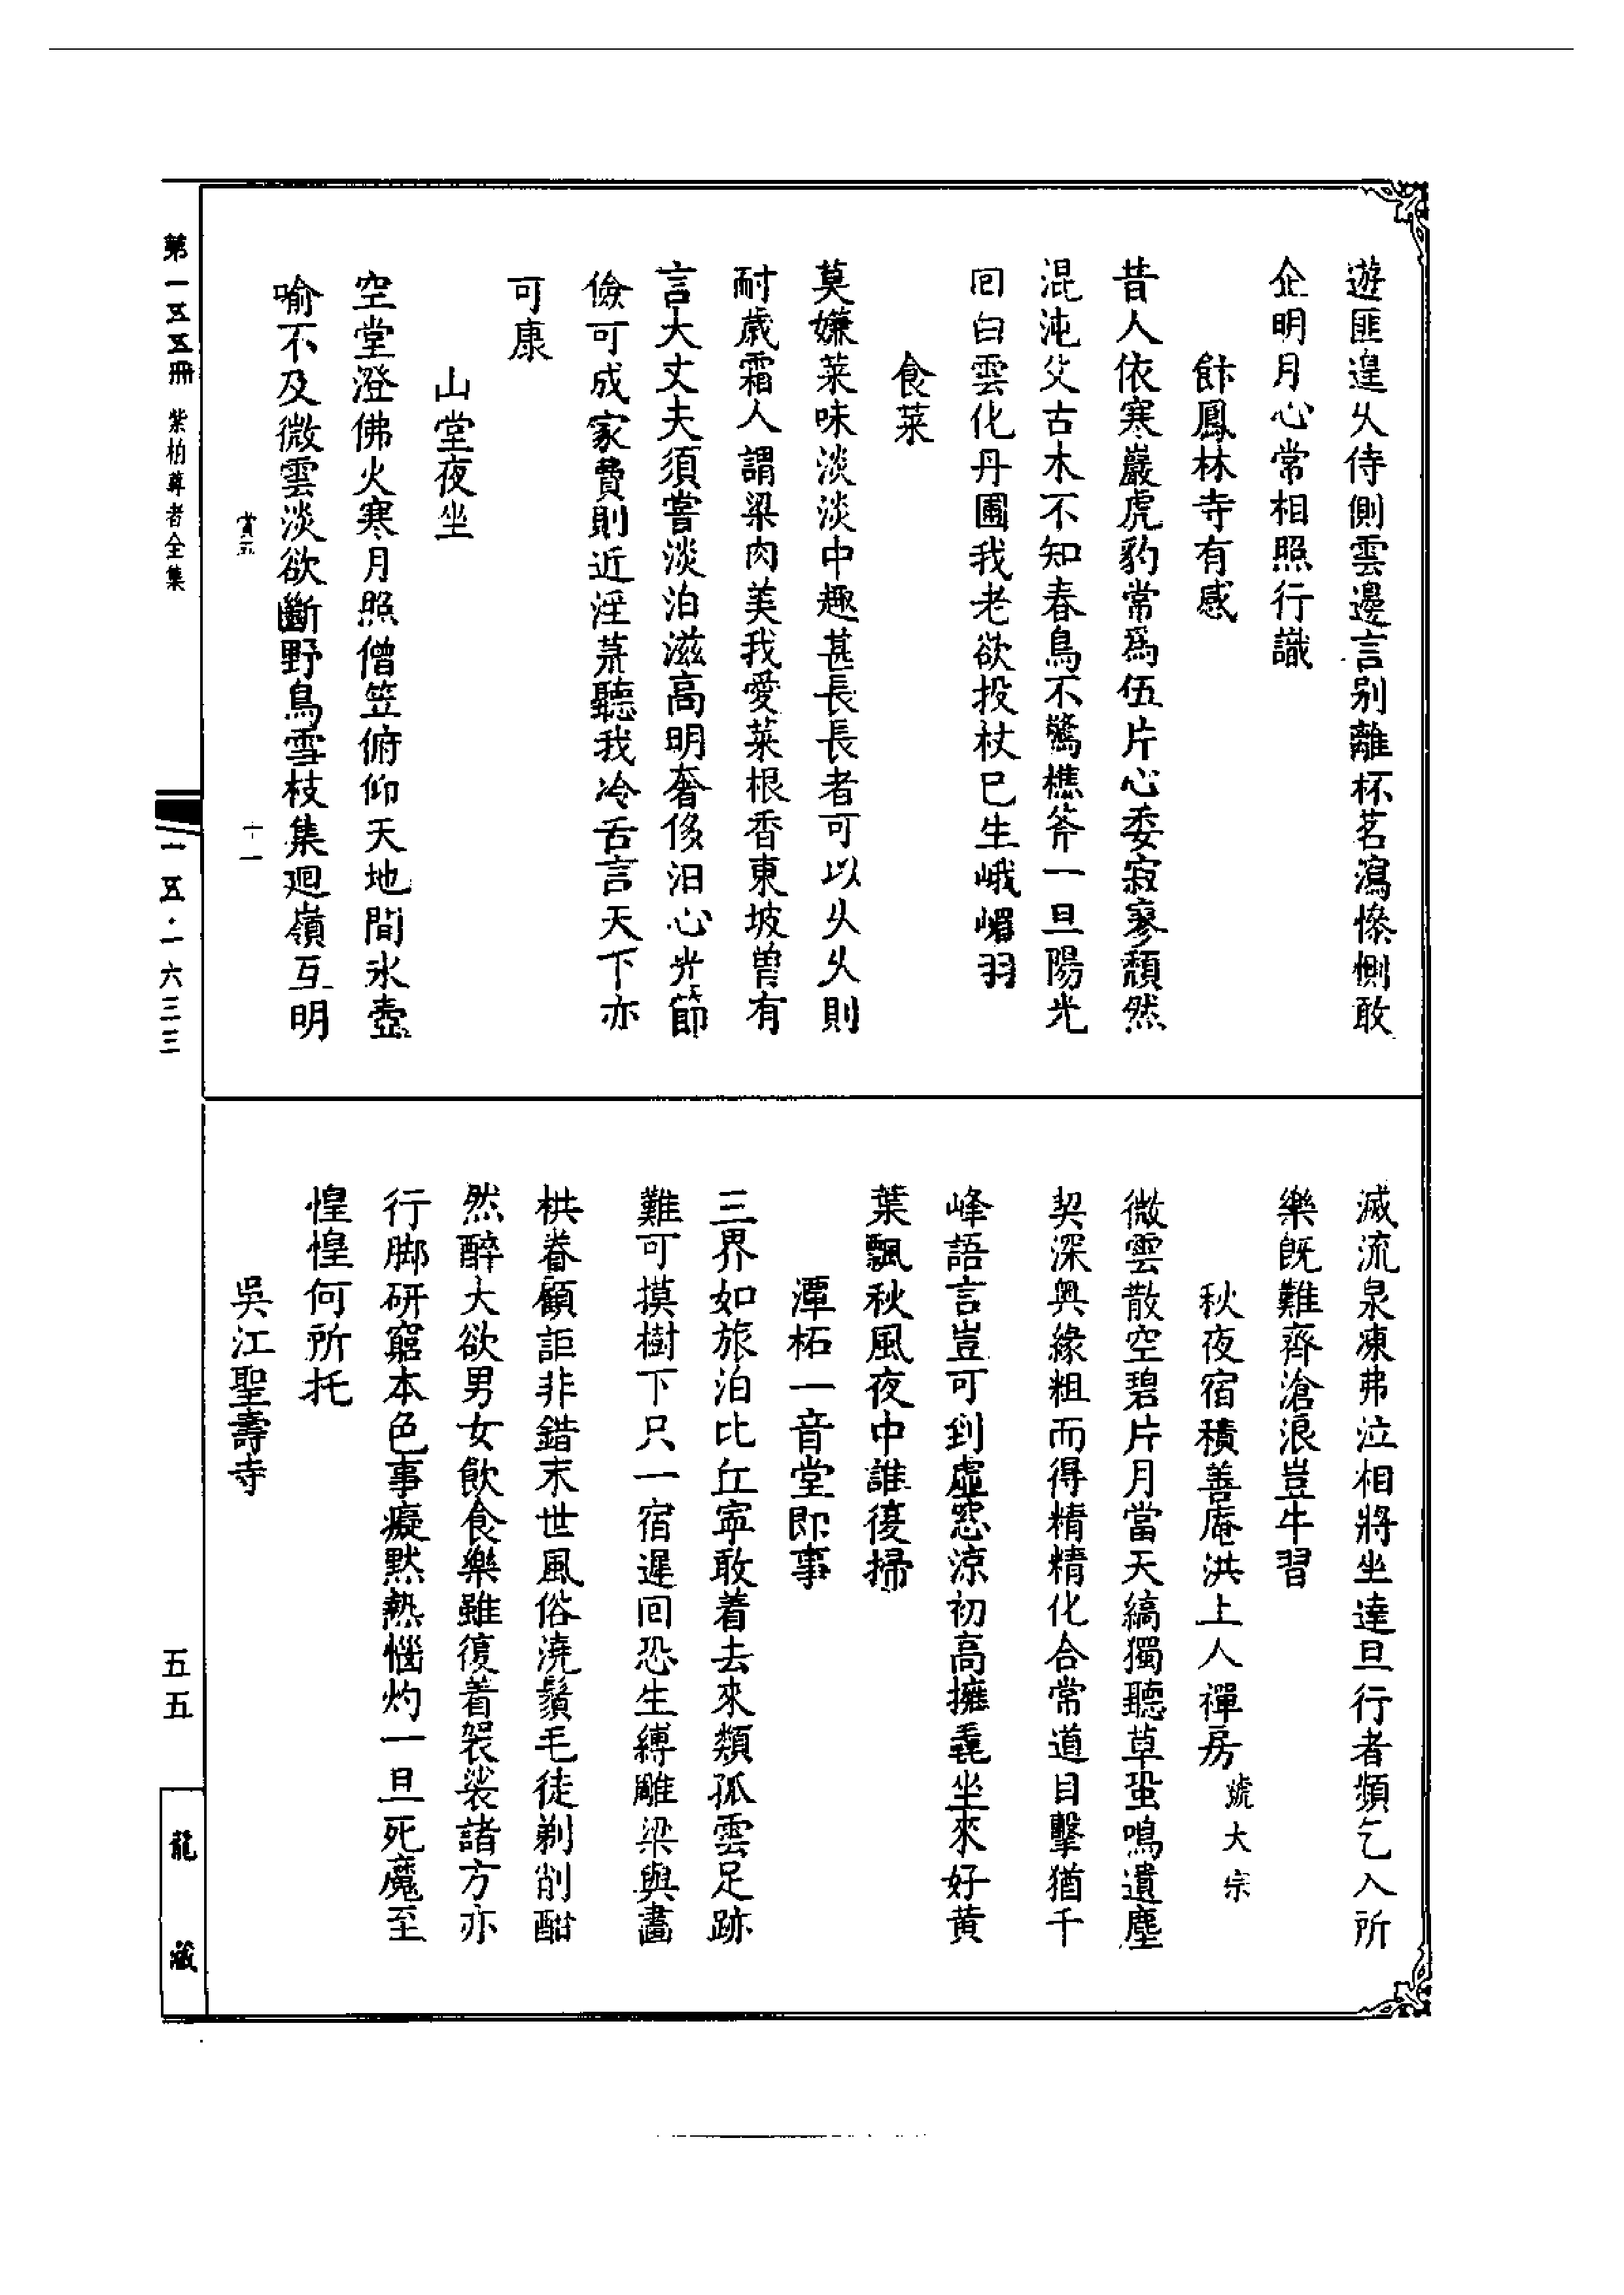 遊匪遑乆侍側雲邊言别離杯茗瀉慘惻敢
企明月心常相照行識
飰鳳林寺有感
昔人依寒巖虎豹常爲伍片心委寂寥頹然
混沌父古木不知春鳥不驚樵斧一旦陽光
回白雲化丹圃我老欲投杖巳生峨嵋羽
食菜
莫嫌菜味淡淡中趣甚長長者可以乆乆則
耐歲霜人謂梁肉美我愛菜根香東坡曾有
言大丈夫須嘗淡泊滋高明奢侈汨心光節
儉可成家費則近淫荒聽我冷舌言天下亦
可康
山堂夜坐
空堂澄佛火寒月照僧笠俯仰天地間氷壺
喻不及微雲淡欲斷野鳥雪枝集迴嶺互明
賞五
十一
滅流泉凍弗泣相將坐達旦行者頻乞入所
樂旣難齊滄浪豈牛習
秋夜宿積善庵洪上人禪房號大宗
微雲散空碧片月當天縞獨聽草蛩鳴遺塵
契深奥緣粗而得精精化合常道目擊猶千
峰語言豈可到虛窓涼初高擁毳坐來好黄
葉飄秋風夜中誰復掃
潭柘一音堂即事
三界如旅泊比丘寧敢着去來類孤雲足跡
難可摸樹下只一宿遲回恐生縛雕梁與畵
栱眷顧詎非錯末世風俗澆鬚毛徒剃削酣
然醉大欲男女飲食樂雖復着袈裟諸方亦
行脚研窮本色事癡黙熱惱灼一旦死魔至
惶惶何所托
吳江聖壽寺
第一五五冊 紫柏尊者全集
一五·一六三三
五五
龍藏